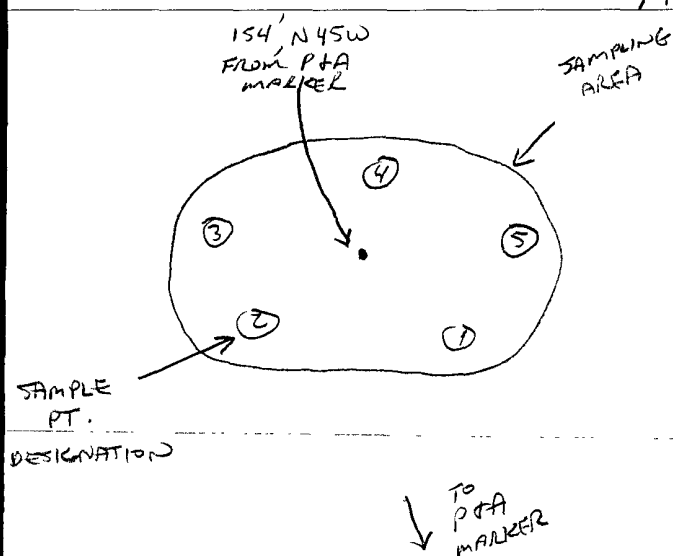 154' N45W
FROM P&A
MARKER
SAMPLING
AREA
4
3
5
2
1
SAMPLE
PT.
DESIGNATION
TO
P&A
MARKER